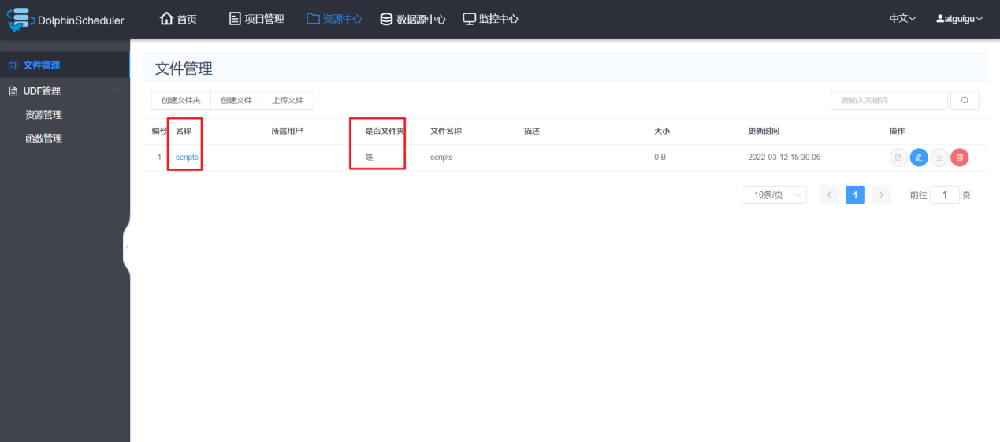 DolphinScheduler 首页 项目管理 资源中心 数据源中心 监控中心 中文 atguigu
文件管理
UDF管理
资源管理
函数管理
文件管理
创建文件夹 创建文件 上传文件 请输入关键词
编号 名称 所属用户 是否文件夹 文件名称 描述 大小 更新时间 操作
1 scripts 是 scripts - 0 B 2022-03-12 15:30:06
10条/页 1 前往 1 页